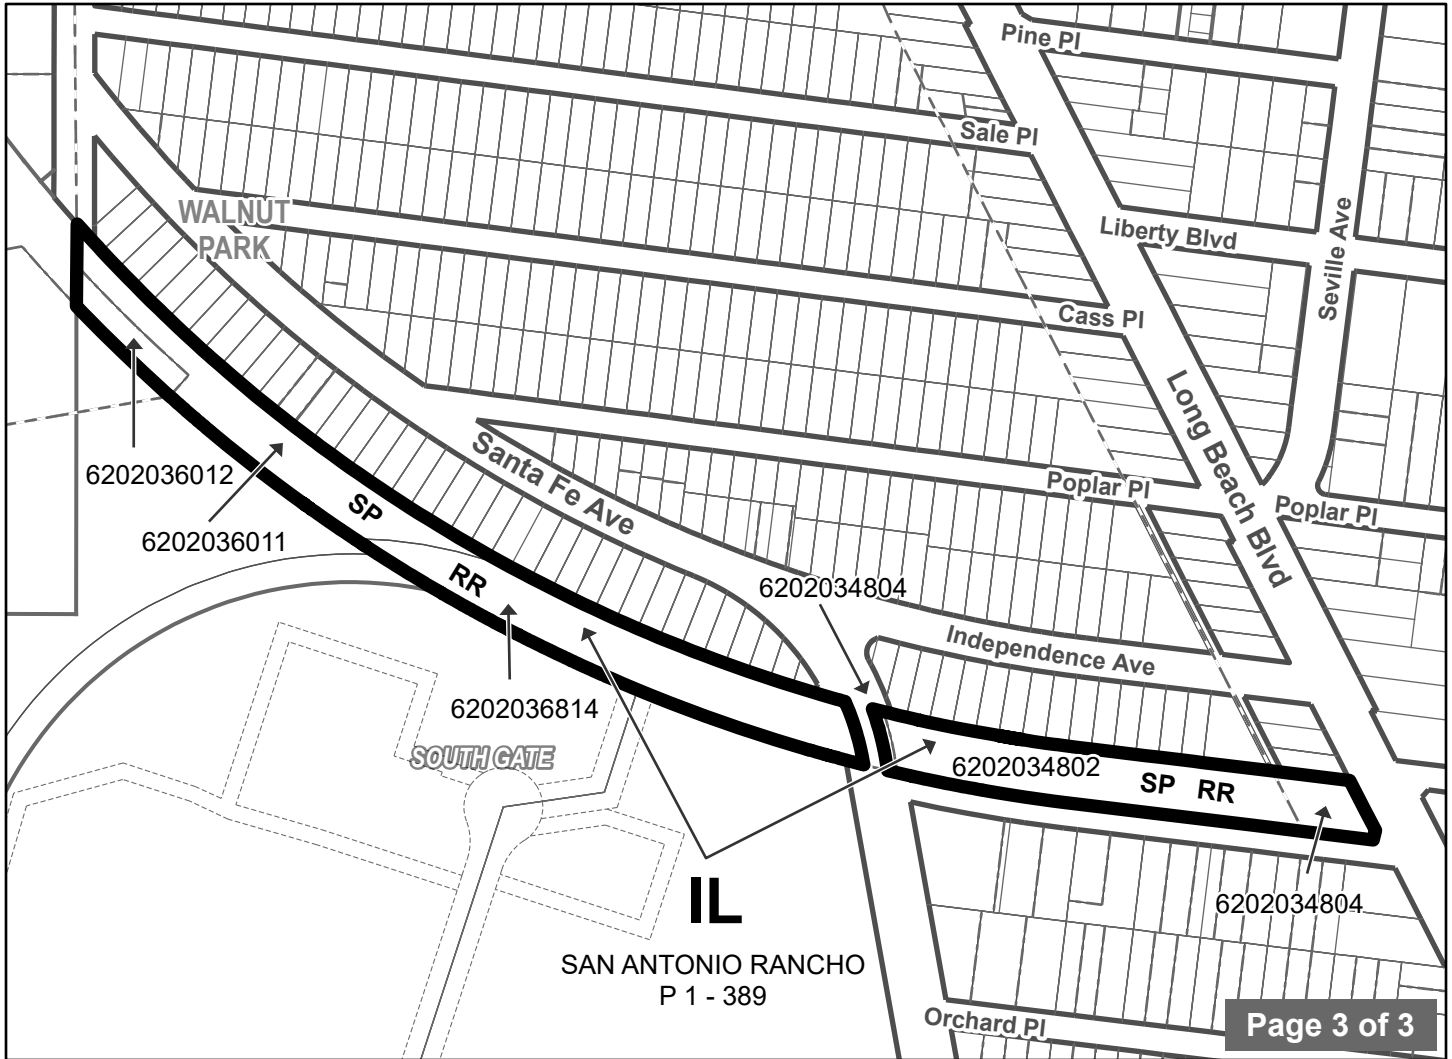 Pine Pl
Sale Pl
WALNUT
PARK
Liberty Blvd
Seville Ave
Cass Pl
Long Beach Blvd
Santa Fe Ave
6202036012
Poplar Pl
Poplar Pl
SP
6202036011
RR
6202034804
Independence Ave
6202036814
SOUTH GATE
6202034802
SP RR
IL
6202034804
SAN ANTONIO RANCHO
P 1 - 389
Orchard Pl
Page 3 of 3